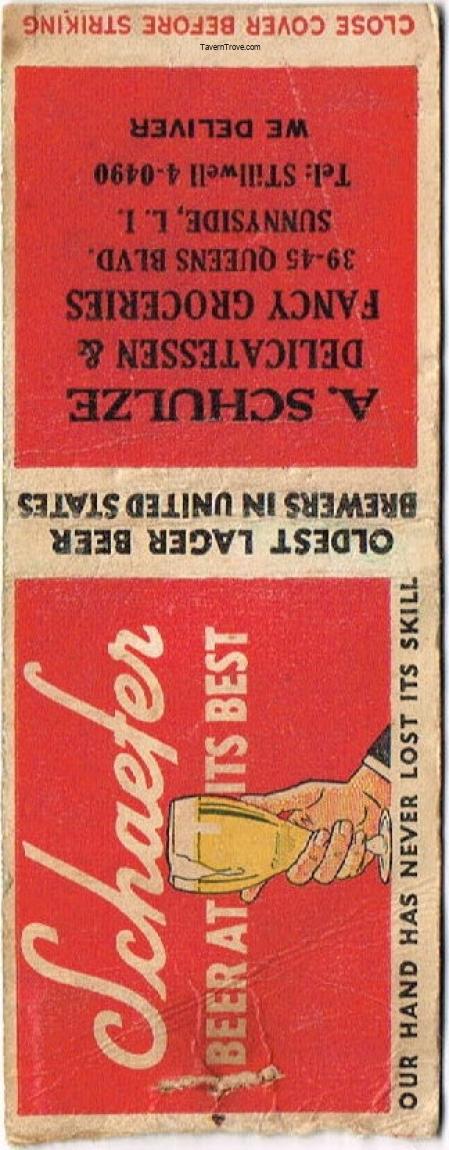 CLOSE COVER BEFORE STRIKING
TavernTrove.com
A. SCHULZE
DELICATESSEN &
FANCY GROCERIES
39-45 QUEENS BLVD.
SUNNYSIDE, L. I.
Tel: STillwell 4-0490
WE DELIVER
OLDEST LAGER BEER
BREWERS IN UNITED STATES
Schaefer
BEER AT ITS BEST
OUR HAND HAS NEVER LOST ITS SKILL